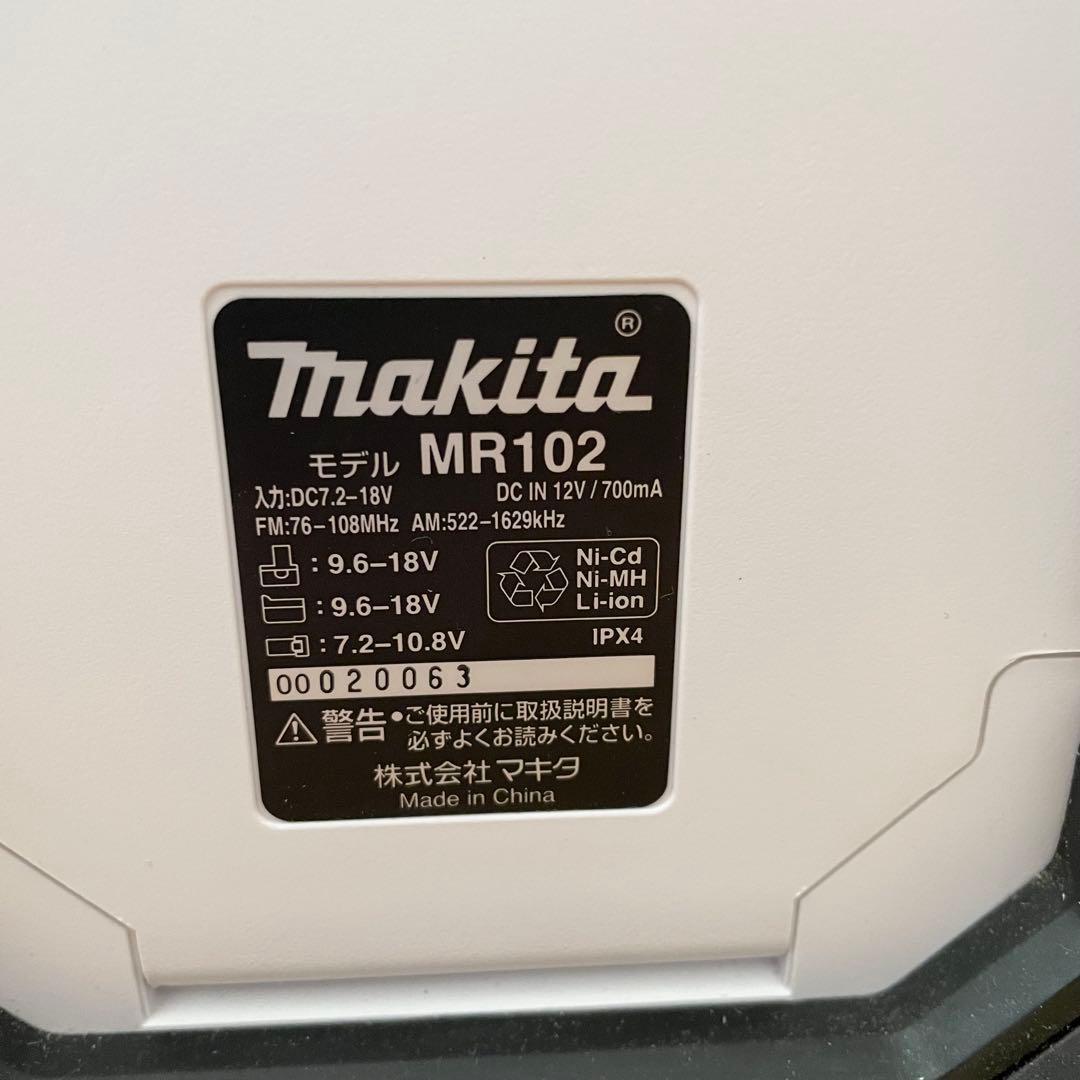 makita®
モデル MR102
入力:DC7.2–18V DC IN 12V / 700mA
FM:76–108MHz AM:522–1629kHz
: 9.6–18V
: 9.6–18V
: 7.2–10.8V
Ni-Cd
Ni-MH
Li-ion
IPX4
00020063
警告 •ご使用前に取扱説明書を
必ずよくお読みください。
株式会社 マキタ
Made in China